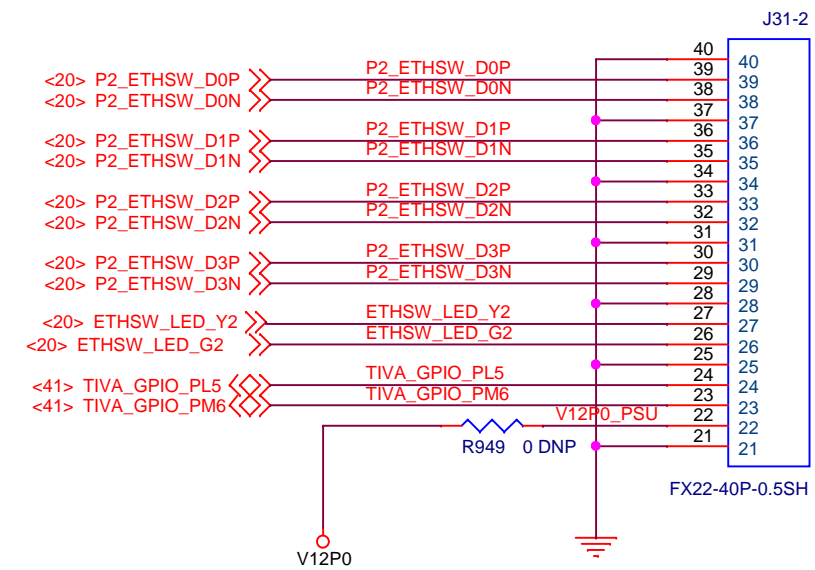 J31-2
40
40
<20> P2_ETHSW_D0P P2_ETHSW_D0P 39
39
<20> P2_ETHSW_D0N P2_ETHSW_D0N 38
38
37
37
<20> P2_ETHSW_D1P P2_ETHSW_D1P 36
36
<20> P2_ETHSW_D1N P2_ETHSW_D1N 35
35
34
34
<20> P2_ETHSW_D2P P2_ETHSW_D2P 33
33
<20> P2_ETHSW_D2N P2_ETHSW_D2N 32
32
31
31
<20> P2_ETHSW_D3P P2_ETHSW_D3P 30
30
<20> P2_ETHSW_D3N P2_ETHSW_D3N 29
29
28
28
<20> ETHSW_LED_Y2 ETHSW_LED_Y2 27
27
<20> ETHSW_LED_G2 ETHSW_LED_G2 26
26
25
25
<41> TIVA_GPIO_PL5 TIVA_GPIO_PL5 24
24
<41> TIVA_GPIO_PM6 TIVA_GPIO_PM6 23
23
V12P0_PSU 22
22
R949 0 DNP 21
21
FX22-40P-0.5SH
V12P0